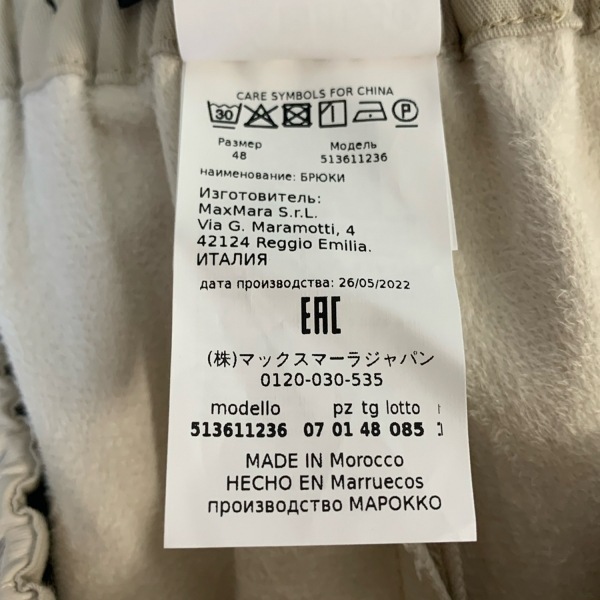 CARE SYMBOLS FOR CHINA
30 P
Размер Модель
48 513611236
наименование: БРЮКИ
Изготовитель:
MaxMara S.r.L.
Via G. Maramotti, 4
42124 Reggio Emilia.
ИТАЛИЯ
дата производства: 26/05/2022
EAC
(株)マックスマーラジャパン
0120-030-535
modello pz tg lotto
513611236 07 01 48 085
MADE IN Morocco
HECHO EN Marruecos
производство МАРОККО